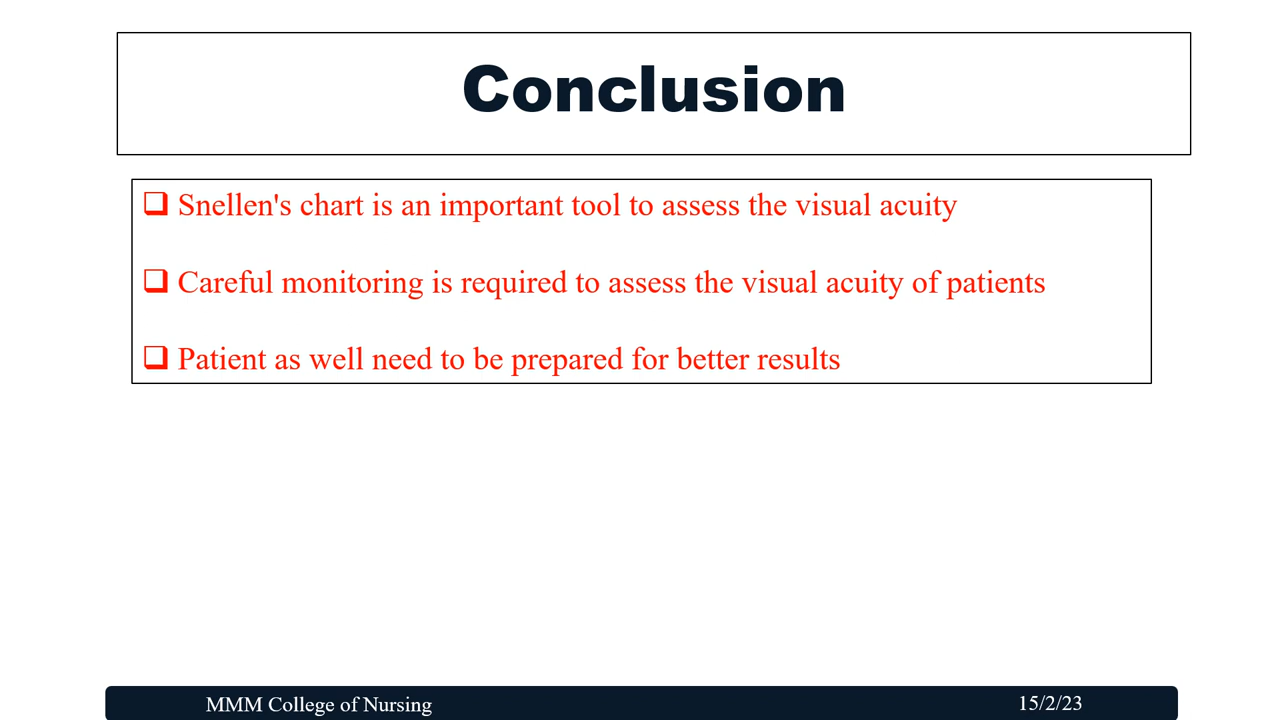 Conclusion
❑ Snellen's chart is an important tool to assess the visual acuity
❑ Careful monitoring is required to assess the visual acuity of patients
❑ Patient as well need to be prepared for better results
MMM College of Nursing
15/2/23